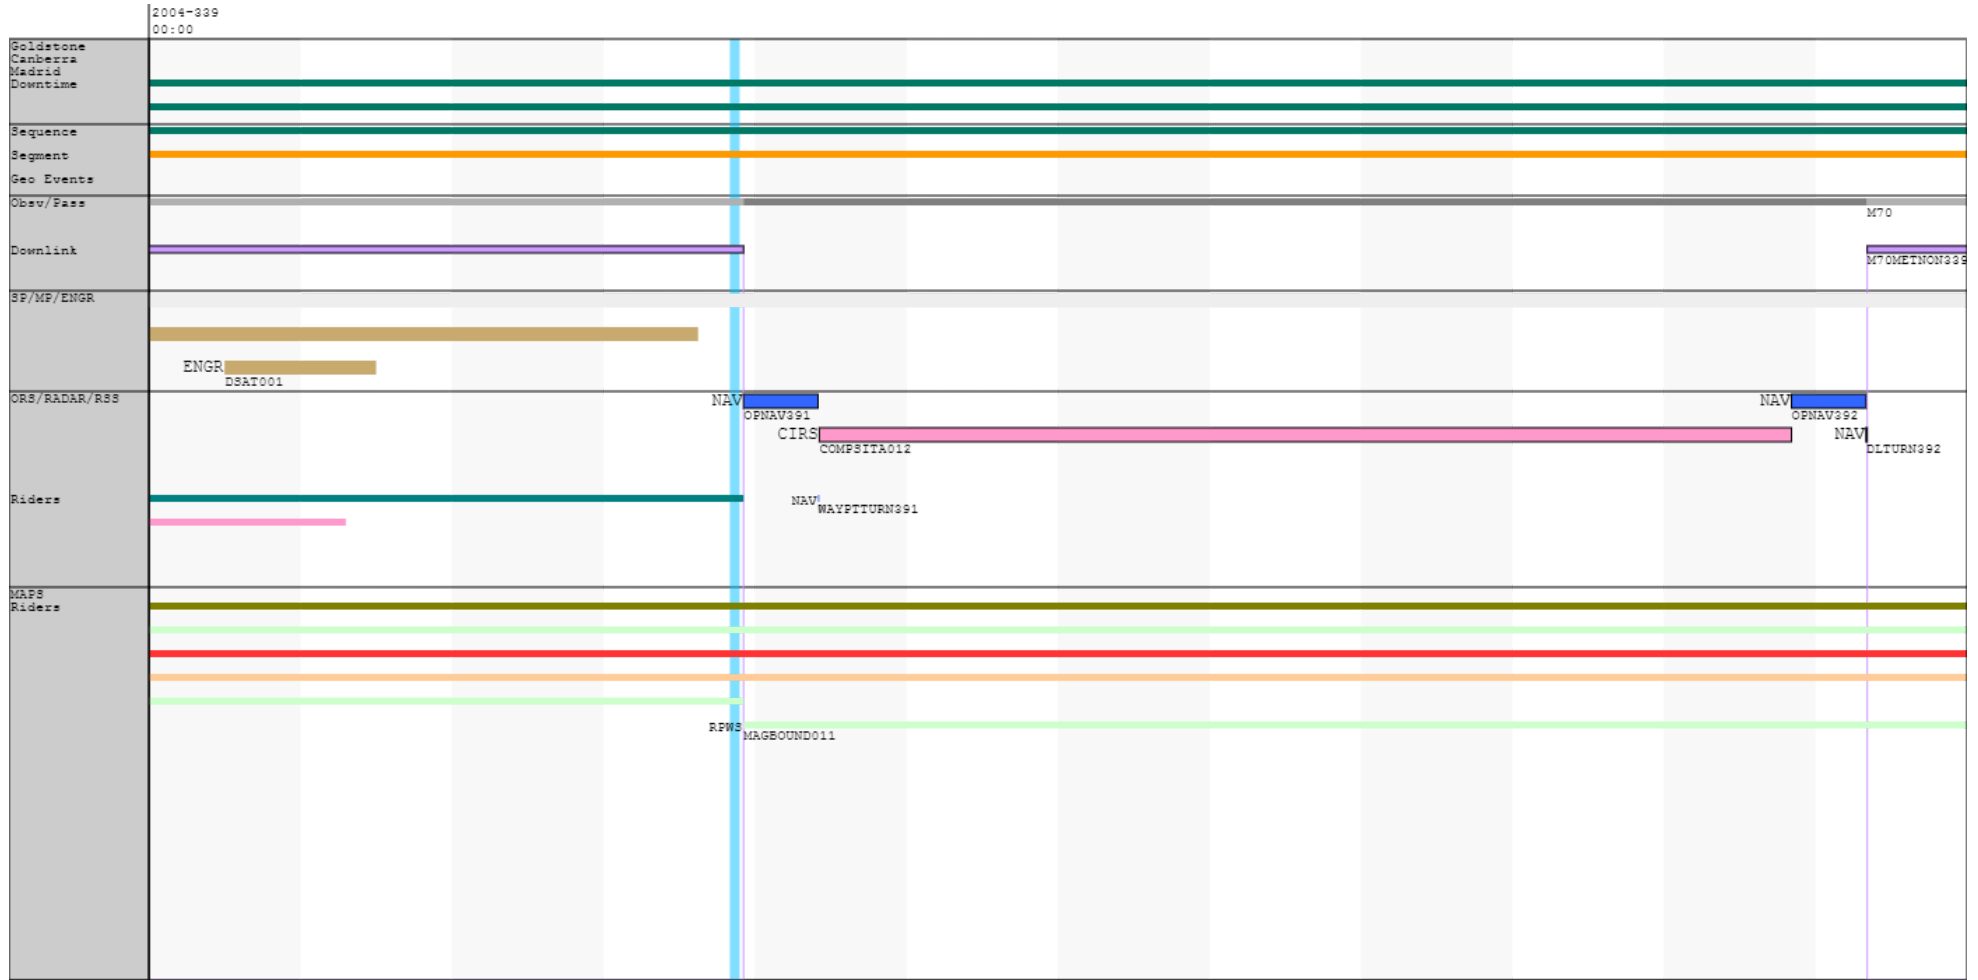 2004-339
00:00
Goldstone
Canberra
Madrid
Downtime
Sequence
Segment
Geo Events
Obsv/Pass
M70
Downlink
M70METNON339
SP/MP/ENGR
ENGR
DSAT001
ORS/RADAR/RSS
NAV
OPNAV391
NAV
OPNAV392
CIRS
COMPSITA012
NAV
DLTURN392
Riders
NAV
WAYPTTURN391
MAPS
Riders
RPWS
MAGBOUND011